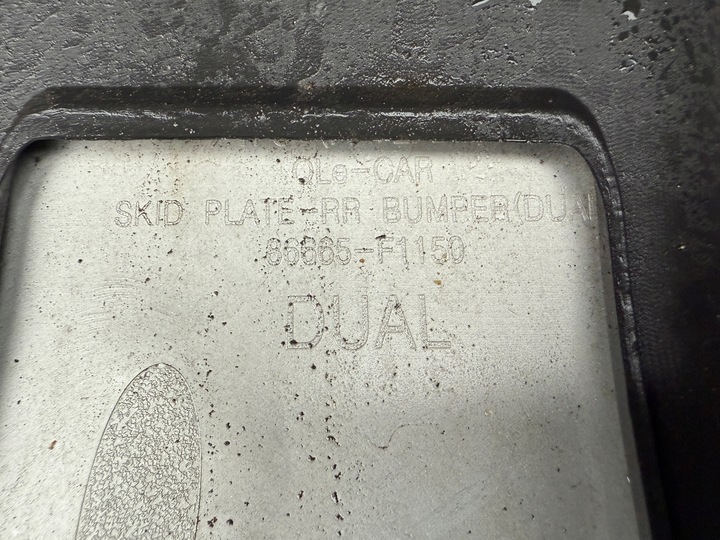 QLe-CAR
SKID PLATE-RR BUMPER(DUAL
86665-F1150
DUAL